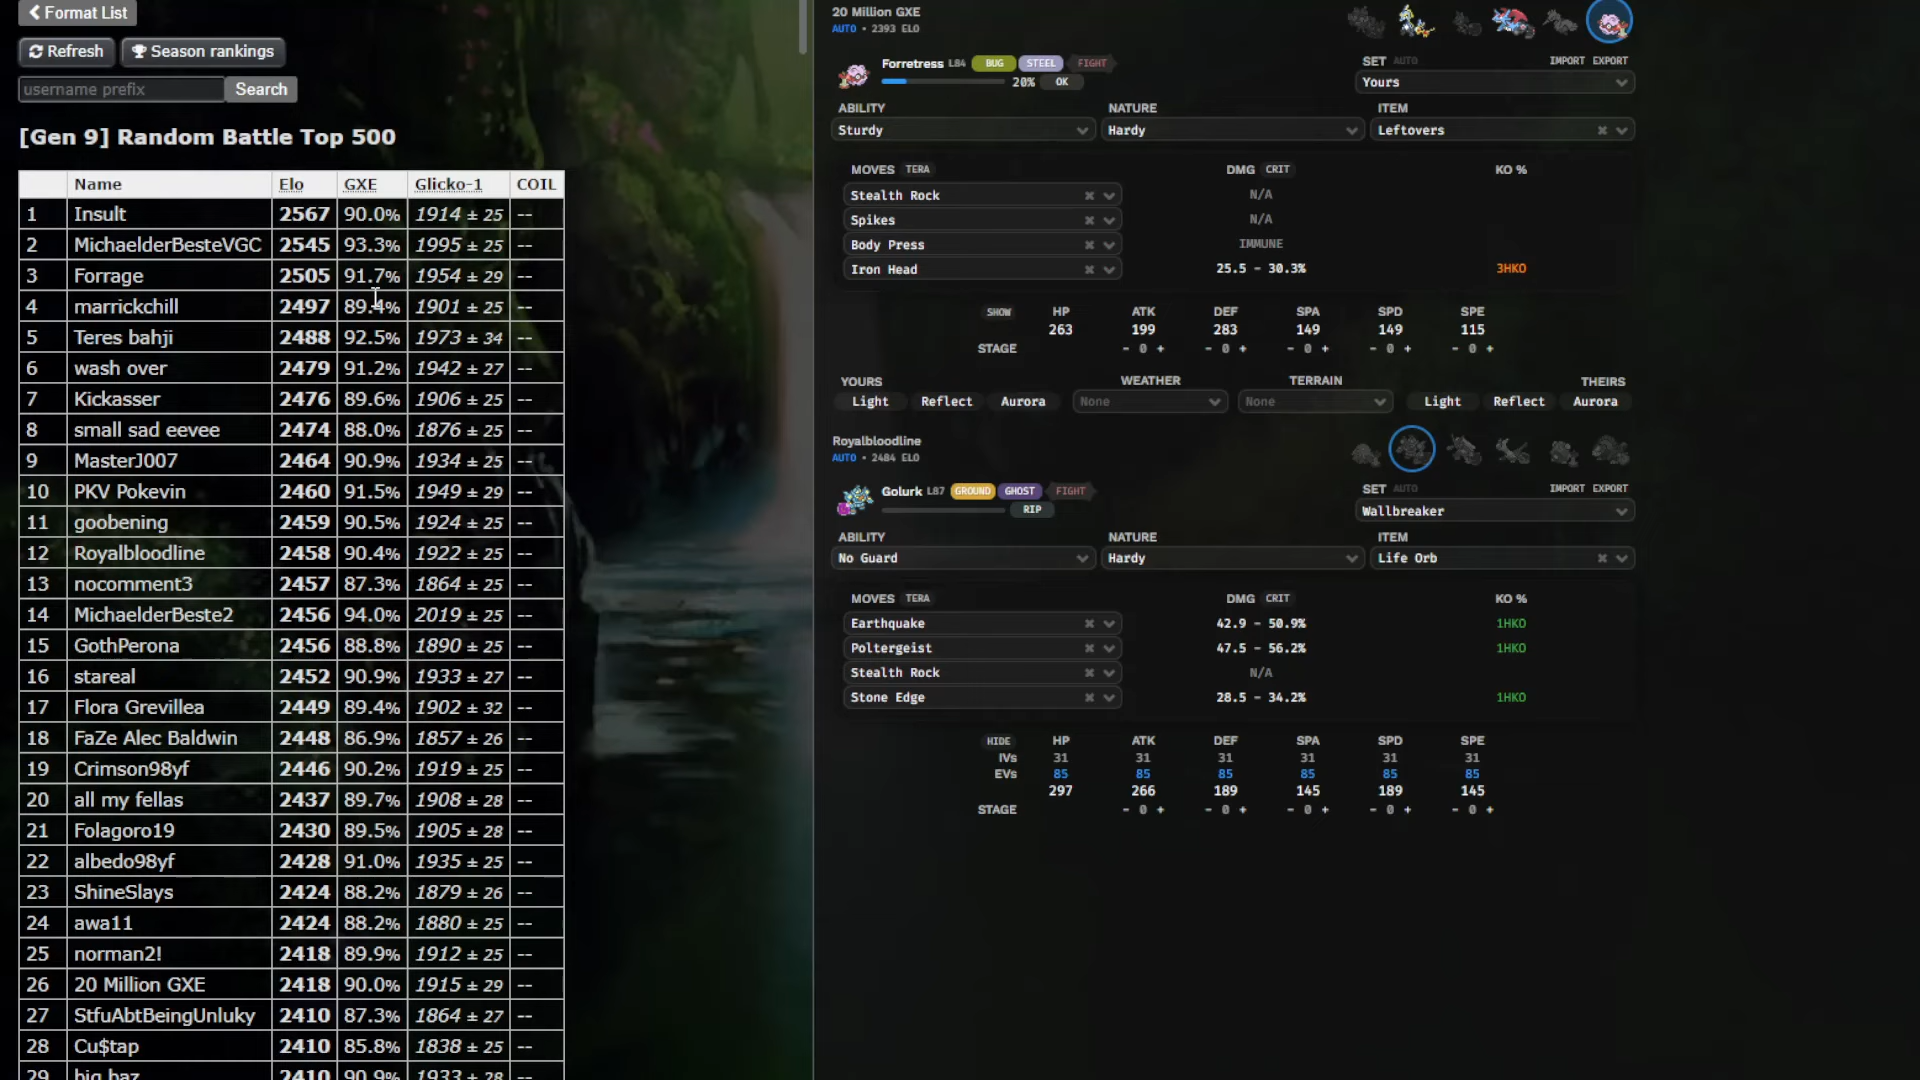 Format List
Refresh Season rankings
username prefix Search
[Gen 9] Random Battle Top 500
Name Elo GXE Glicko-1 COIL
1 Insult 2567 90.0% 1914 ± 25 --
2 MichaelderBesteVGC 2545 93.3% 1995 ± 25 --
3 Forrage 2505 91.7% 1954 ± 29 --
4 marrickchill 2497 89.4% 1901 ± 25 --
5 Teres bahji 2488 92.5% 1973 ± 34 --
6 wash over 2479 91.2% 1942 ± 27 --
7 Kickasser 2476 89.6% 1906 ± 25 --
8 small sad eevee 2474 88.0% 1876 ± 25 --
9 MasterJ007 2464 90.9% 1934 ± 25 --
10 PKV Pokevin 2460 91.5% 1949 ± 29 --
11 goobening 2459 90.5% 1924 ± 25 --
12 Royalbloodline 2458 90.4% 1922 ± 25 --
13 nocomment3 2457 87.3% 1864 ± 25 --
14 MichaelderBeste2 2456 94.0% 2019 ± 25 --
15 GothPerona 2456 88.8% 1890 ± 25 --
16 stareal 2452 90.9% 1933 ± 27 --
17 Flora Grevillea 2449 89.4% 1902 ± 32 --
18 FaZe Alec Baldwin 2448 86.9% 1857 ± 26 --
19 Crimson98yf 2446 90.2% 1919 ± 25 --
20 all my fellas 2437 89.7% 1908 ± 28 --
21 Folagoro19 2430 89.5% 1905 ± 28 --
22 albedo98yf 2428 91.0% 1935 ± 25 --
23 ShineSlays 2424 88.2% 1879 ± 26 --
24 awa11 2424 88.2% 1880 ± 25 --
25 norman2! 2418 89.9% 1912 ± 25 --
26 20 Million GXE 2418 90.0% 1915 ± 29 --
27 StfuAbtBeingUnluky 2410 87.3% 1864 ± 27 --
28 Cu$tap 2410 85.8% 1838 ± 25 --
29 big baz 2410 90.9% 1933 ± 28 --
20 Million GXE
AUTO • 2393 ELO
Forretress L84 BUG STEEL FIGHT
20% OK
SET AUTO IMPORT EXPORT
Yours
ABILITY NATURE ITEM
Sturdy Hardy Leftovers
MOVES TERA DMG CRIT KO %
Stealth Rock N/A
Spikes N/A
Body Press IMMUNE
Iron Head 25.5 - 30.3% 3HKO
SHOW HP ATK DEF SPA SPD SPE
263 199 283 149 149 115
STAGE - 0 + - 0 + - 0 + - 0 + - 0 +
YOURS WEATHER TERRAIN THEIRS
Light Reflect Aurora None None Light Reflect Aurora
Royalbloodline
AUTO • 2484 ELO
Golurk L87 GROUND GHOST FIGHT
RIP
SET AUTO IMPORT EXPORT
Wallbreaker
ABILITY NATURE ITEM
No Guard Hardy Life Orb
MOVES TERA DMG CRIT KO %
Earthquake 42.9 - 50.9% 1HKO
Poltergeist 47.5 - 56.2% 1HKO
Stealth Rock N/A
Stone Edge 28.5 - 34.2% 1HKO
HIDE HP ATK DEF SPA SPD SPE
IVs 31 31 31 31 31 31
EVs 85 85 85 85 85 85
297 266 189 145 189 145
STAGE - 0 + - 0 + - 0 + - 0 + - 0 +